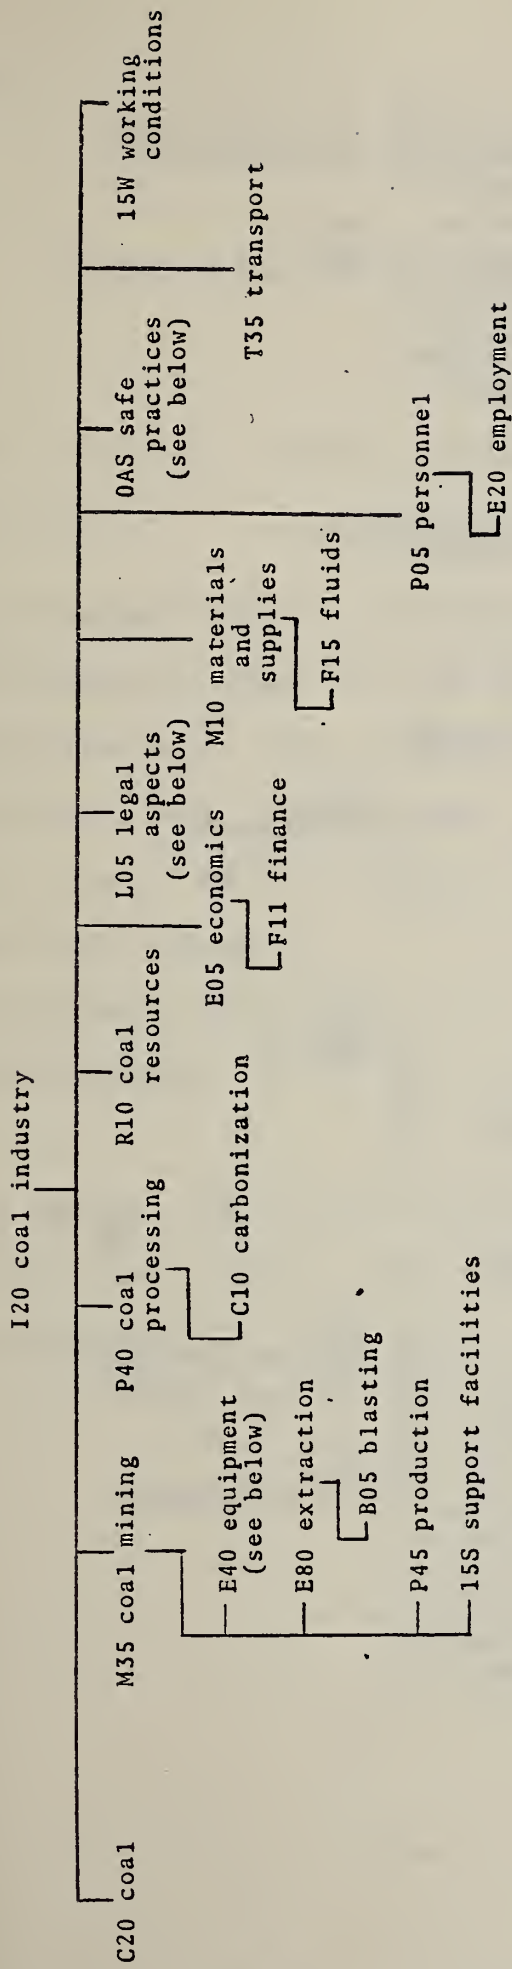 I20 coal industry
C20 coal
M35 coal mining
E40 equipment
(see below)
E80 extraction
B05 blasting
P45 production
15S support facilities
P40 coal
processing
C10 carbonization
R10 coal
resources
E05 economics
F11 finance
L05 legal
aspects
(see below)
M10 materials
and
supplies
F15 fluids
P05 personnel
E20 employment
0AS safe
practices
(see below)
T35 transport
15W working
conditions